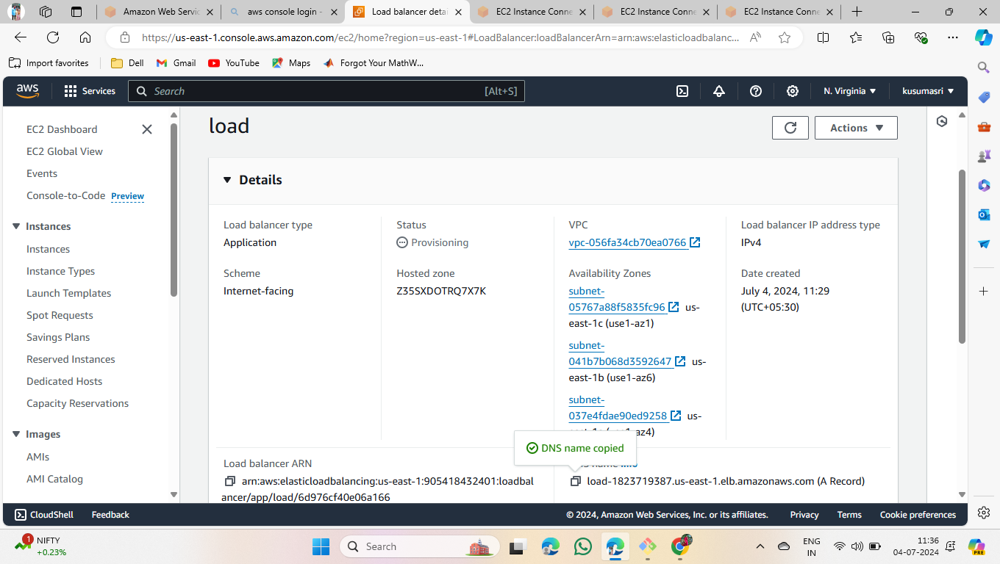 Amazon Web Servic
aws console login -
Load balancer detai
EC2 Instance Conne
EC2 Instance Conne
EC2 Instance Conne
https://us-east-1.console.aws.amazon.com/ec2/home?region=us-east-1#LoadBalancer:loadBalancerArn=arn:aws:elasticloadbalanc...
Import favorites
Dell
Gmail
YouTube
Maps
Forgot Your MathW...
aws
Services
Search
[Alt+S]
N. Virginia
kusumasri
EC2 Dashboard
EC2 Global View
Events
Console-to-Code Preview
Instances
Instances
Instance Types
Launch Templates
Spot Requests
Savings Plans
Reserved Instances
Dedicated Hosts
Capacity Reservations
Images
AMIs
AMI Catalog
load
Actions
Details
Load balancer type
Application
Status
Provisioning
VPC
vpc-056fa34cb70ea0766
Load balancer IP address type
IPv4
Scheme
Internet-facing
Hosted zone
Z35SXDOTRQ7X7K
Availability Zones
subnet-
05767a88f5835fc96 us-
east-1c (use1-az1)
subnet-
041b7b068d3592647 us-
east-1b (use1-az6)
subnet-
037e4fdae90ed9258 us-
az4)
Date created
July 4, 2024, 11:29
(UTC+05:30)
DNS name copied
Load balancer ARN
arn:aws:elasticloadbalancing:us-east-1:905418432401:loadbal
ancer/app/load/6d976cf40e06a166
load-1823719387.us-east-1.elb.amazonaws.com (A Record)
CloudShell
Feedback
© 2024, Amazon Web Services, Inc. or its affiliates.
Privacy
Terms
Cookie preferences
1
NIFTY
+0.23%
Search
ENG
IN
11:36
04-07-2024
PRE